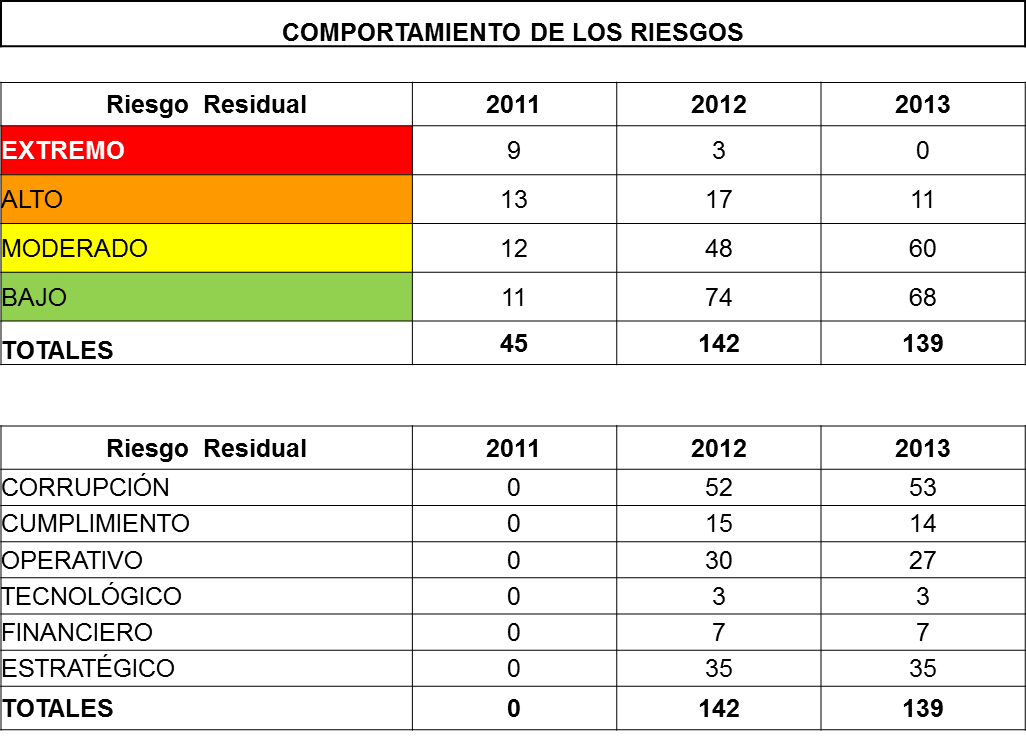 COMPORTAMIENTO DE LOS RIESGOS
Riesgo Residual 2011 2012 2013
EXTREMO 9 3 0
ALTO 13 17 11
MODERADO 12 48 60
BAJO 11 74 68
TOTALES 45 142 139
Riesgo Residual 2011 2012 2013
CORRUPCIÓN 0 52 53
CUMPLIMIENTO 0 15 14
OPERATIVO 0 30 27
TECNOLÓGICO 0 3 3
FINANCIERO 0 7 7
ESTRATÉGICO 0 35 35
TOTALES 0 142 139